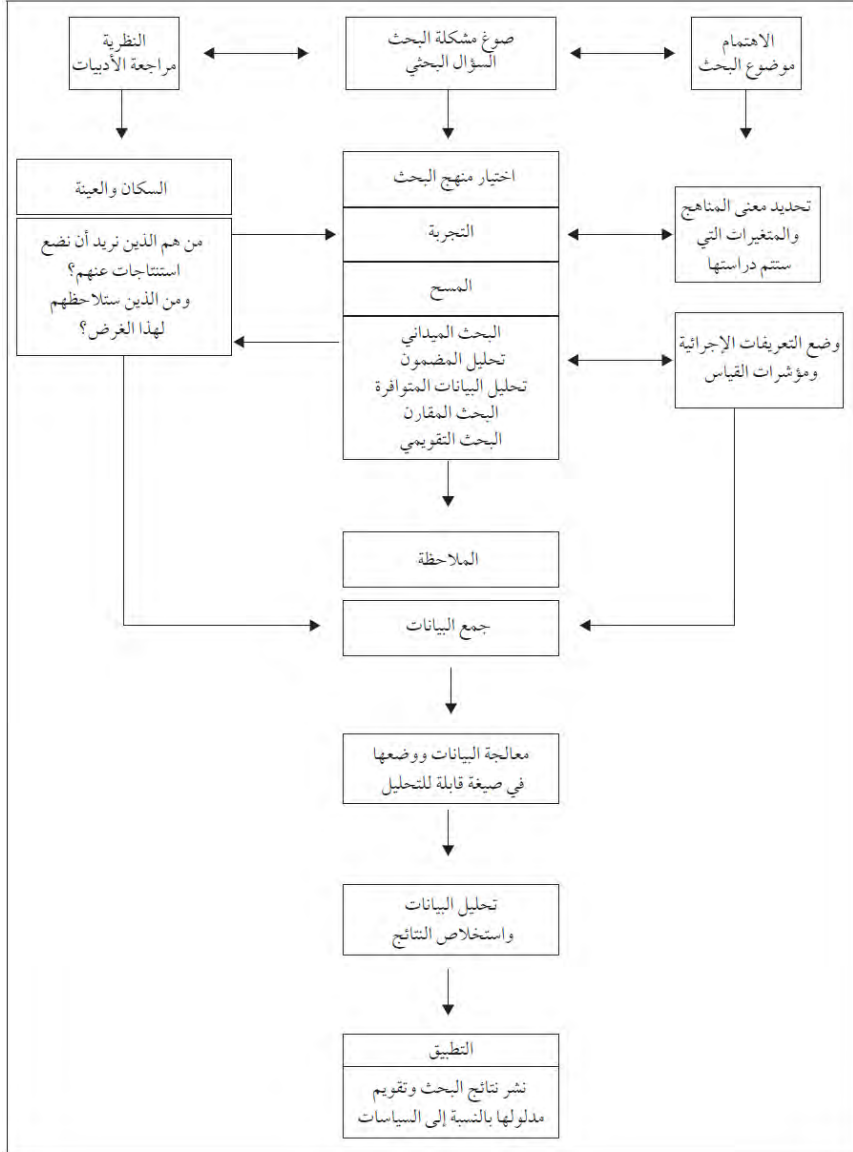 الاهتمام
موضوع البحث
صوغ مشكلة البحث
السؤال البحثي
النظرية
مراجعة الأدبيات
اختيار منهج البحث
التجربة
المسح
البحث الميداني
تحليل المضمون
تحليل البيانات المتوافرة
البحث المقارن
البحث التقويمي
تحديد معنى المناهج
والمتغيرات التي
ستتم دراستها
وضع التعريفات الإجرائية
ومؤشرات القياس
السكان والعينة
من هم الذين نريد أن نضع
استنتاجات عنهم؟
ومن الذين ستلاحظهم
لهذا الغرض؟
الملاحظة
جمع البيانات
معالجة البيانات ووضعها
في صيغة قابلة للتحليل
تحليل البيانات
واستخلاص النتائج
التطبيق
نشر نتائج البحث وتقويم
مدلولها بالنسبة إلى السياسات